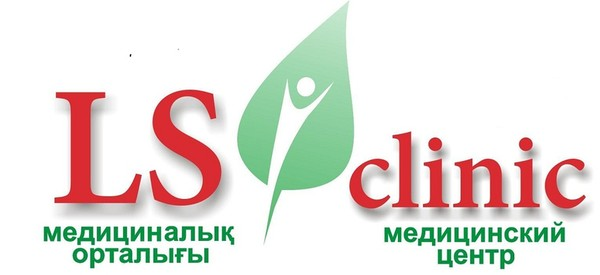 LS clinic
медициналық
орталығы
медицинский
центр